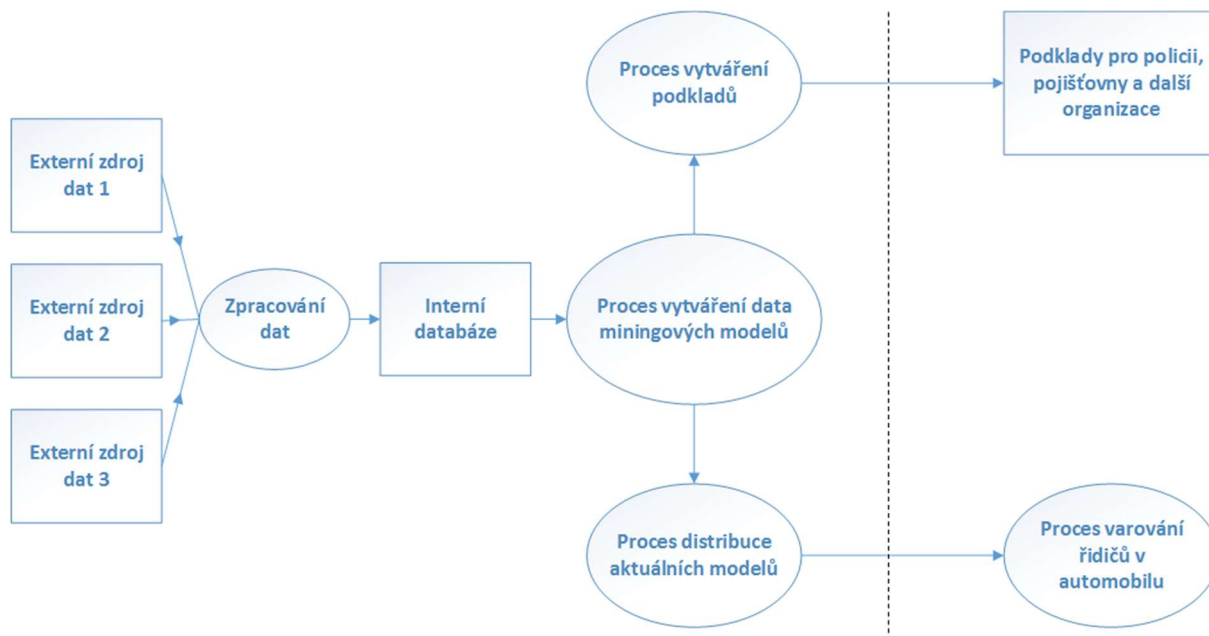 Proces vytváření
podkladů
Podklady pro policii,
pojišťovny a další
organizace
Externí zdroj
dat 1
Externí zdroj
dat 2
Externí zdroj
dat 3
Zpracování
dat
Interní
databáze
Proces vytváření data
miningových modelů
Proces distribuce
aktuálních modelů
Proces varování
řidičů v
automobilu